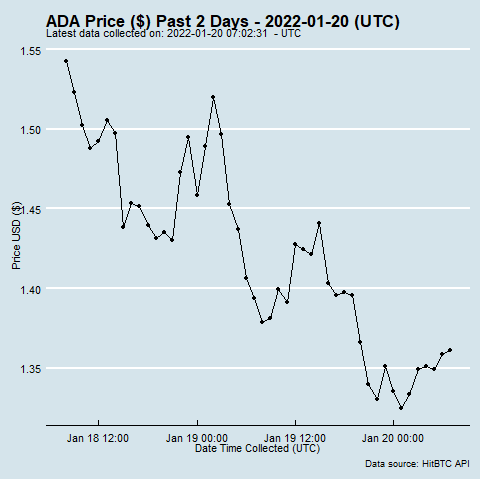 ADA Price ($) Past 2 Days - 2022-01-20 (UTC)
Latest data collected on: 2022-01-20 07:02:31  - UTC
1.55
1.50
1.45
1.40
1.35
Price USD ($)
Jan 18 12:00 Jan 19 00:00 Jan 19 12:00 Jan 20 00:00
Date Time Collected (UTC)
Data source: HitBTC API